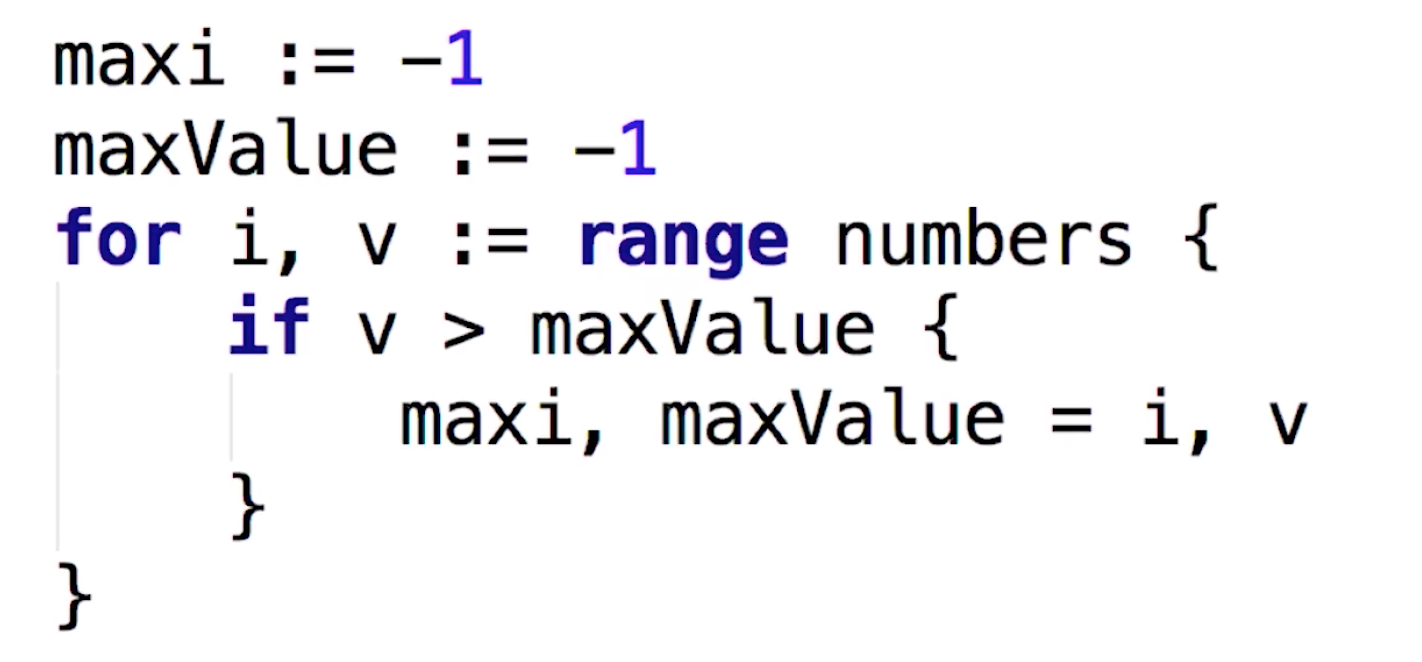 maxi := -1
maxValue := -1
for i, v := range numbers {
    if v > maxValue {
        maxi, maxValue = i, v
    }
}